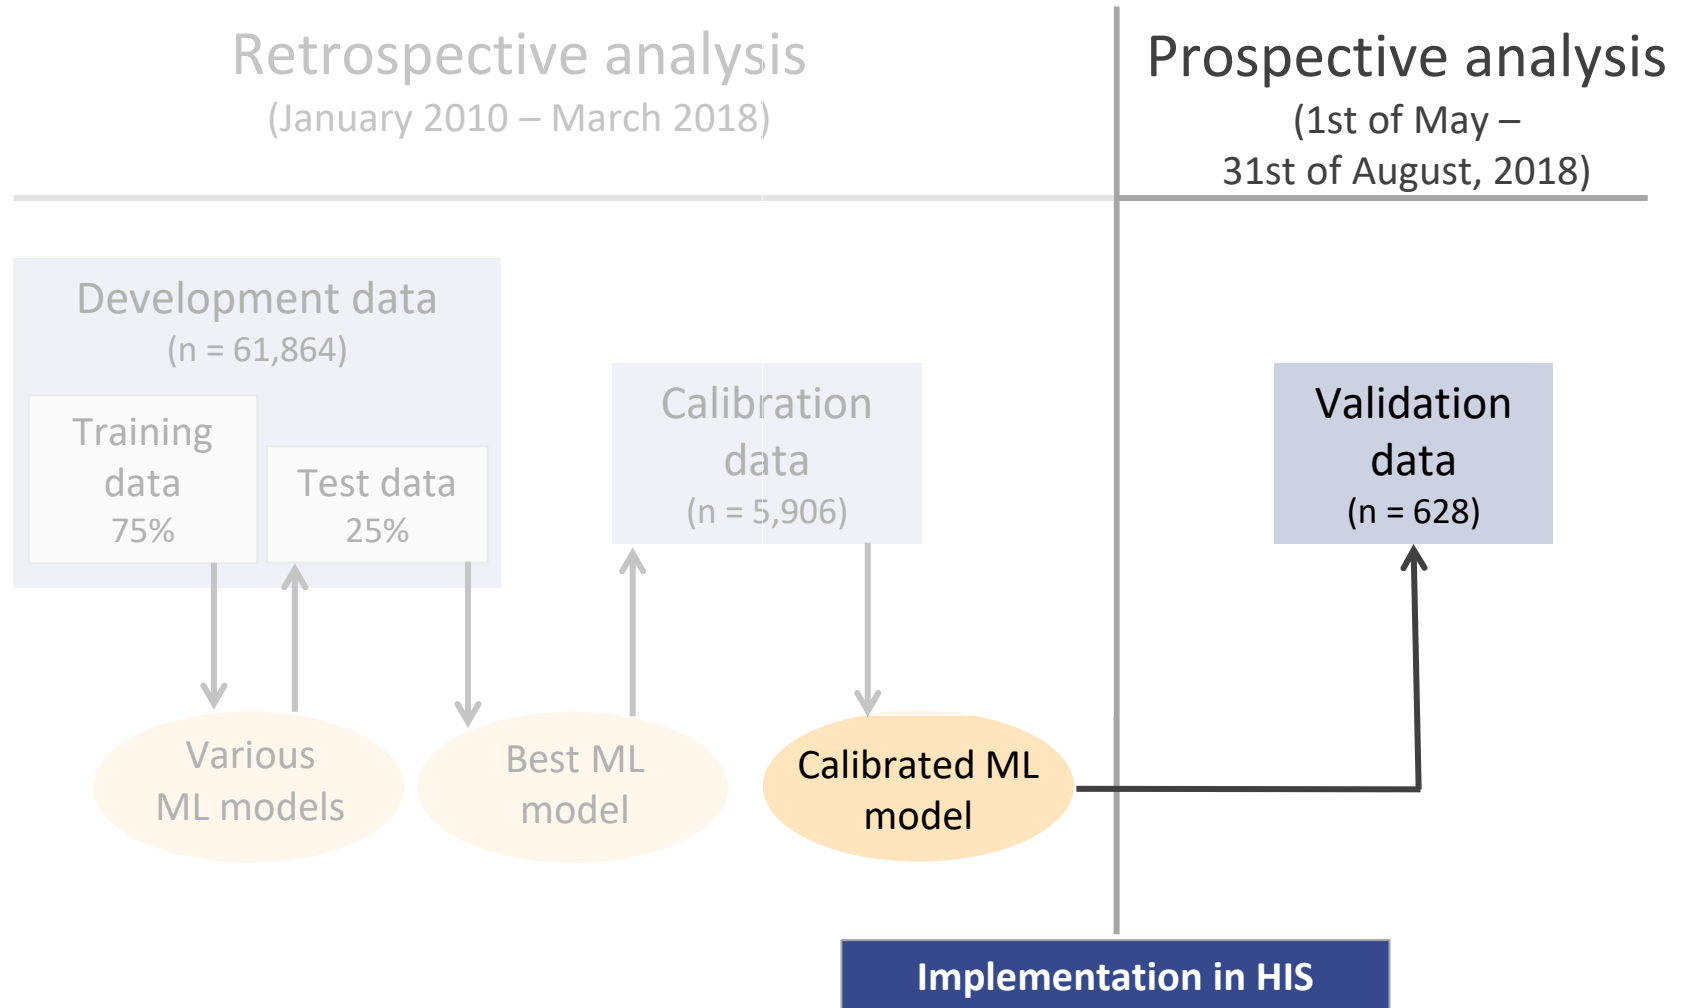 Retrospective analysis
(January 2010 – March 2018)
Prospective analysis
(1st of May –
31st of August, 2018)
Development data
(n = 61,864)
Training
data
75%
Test data
25%
Calibration
data
(n = 5,906)
Validation
data
(n = 628)
Various
ML models
Best ML
model
Calibrated ML
model
Implementation in HIS